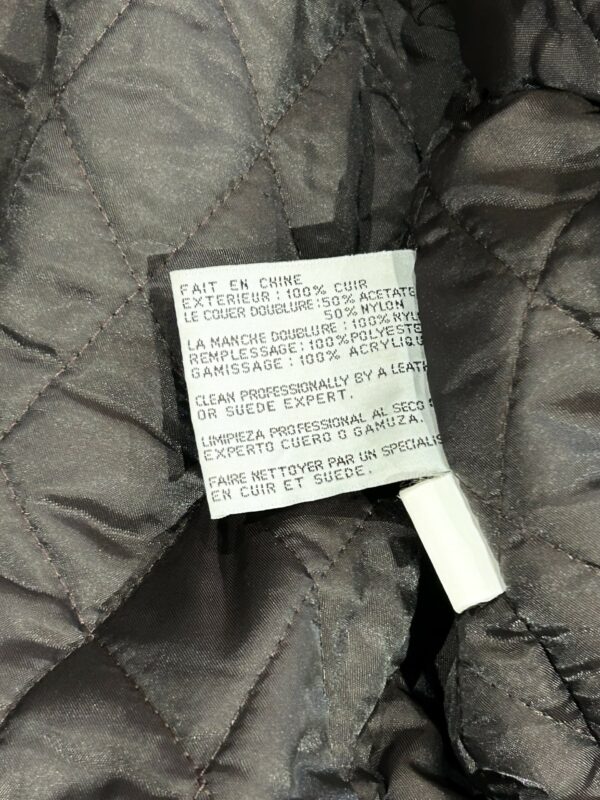 FAIT EN CHINE
EXTERIEUR : 100% CUIR
LE COUER DOUBLURE :50% ACETATE
50% NYLON
LA MANCHE DOUBLURE : 100% NYL
REMPLESSAGE: 100%POLYESTE
GAMISSAGE : 100% ACRYLIQU
CLEAN PROFESSIONALLY BY A LEATH
OR SUEDE EXPERT.
LIMIPIEZA PROFESSIONAL AL SECO
EXPERTO CUERO O GAMUZA.
FAIRE NETTOYER PAR UN SPECIALIS
EN CUIR ET SUEDE.